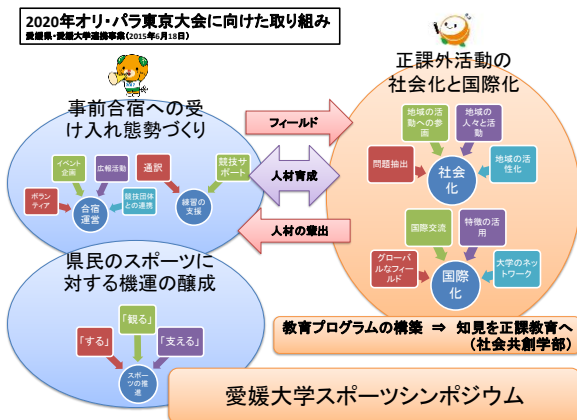 2020年オリ・パラ東京大会に向けた取り組み
愛媛県・愛媛大学連携事業(2015年6月18日)
事前合宿への受
け入れ態勢づくり
イベント
企画
広報活動
ボラン
ティア
競技団体
との連携
合宿
運営
通訳
競技サ
ポート
練習の
支援
県民のスポーツに
対する機運の醸成
「する」
「観る」
「支える」
スポー
ツの推
進
フィールド
人材育成
人材の輩出
正課外活動の
社会化と国際化
地域の活
動への参
画
地域の
人々と活
動
問題抽出
地域の活
性化
社会
化
国際交流
特徴の活
用
グローバ
ルなフィー
ルド
大学のネッ
トワーク
国際
化
教育プログラムの構築 ⇒ 知見を正課教育へ
(社会共創学部)
愛媛大学スポーツシンポジウム